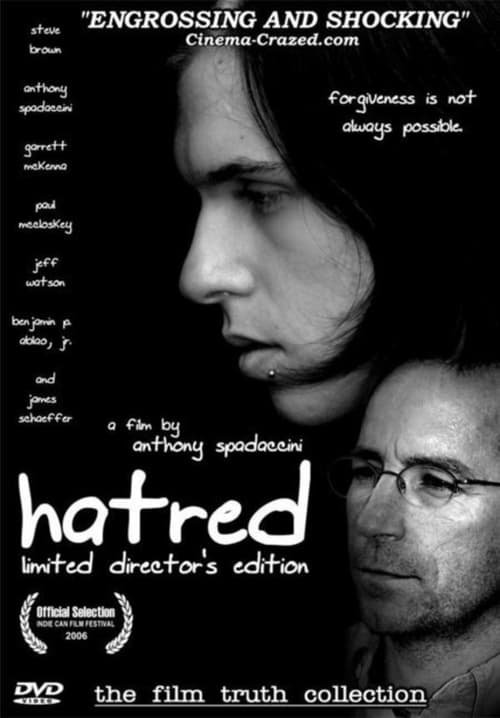 "ENGROSSING AND SHOCKING"
Cinema-Crazed.com
steve
brown
anthony
spadaccini
garrett
mckenna
paul
mccloskey
jeff
watson
benjamin p.
ablao, jr.
and
james
schaeffer
forgiveness is not
always possible.
a film by
anthony spadaccini
hatred
limited director's edition
Official Selection
INDIE CAN FILM FESTIVAL
2006
DVD
VIDEO
the film truth collection